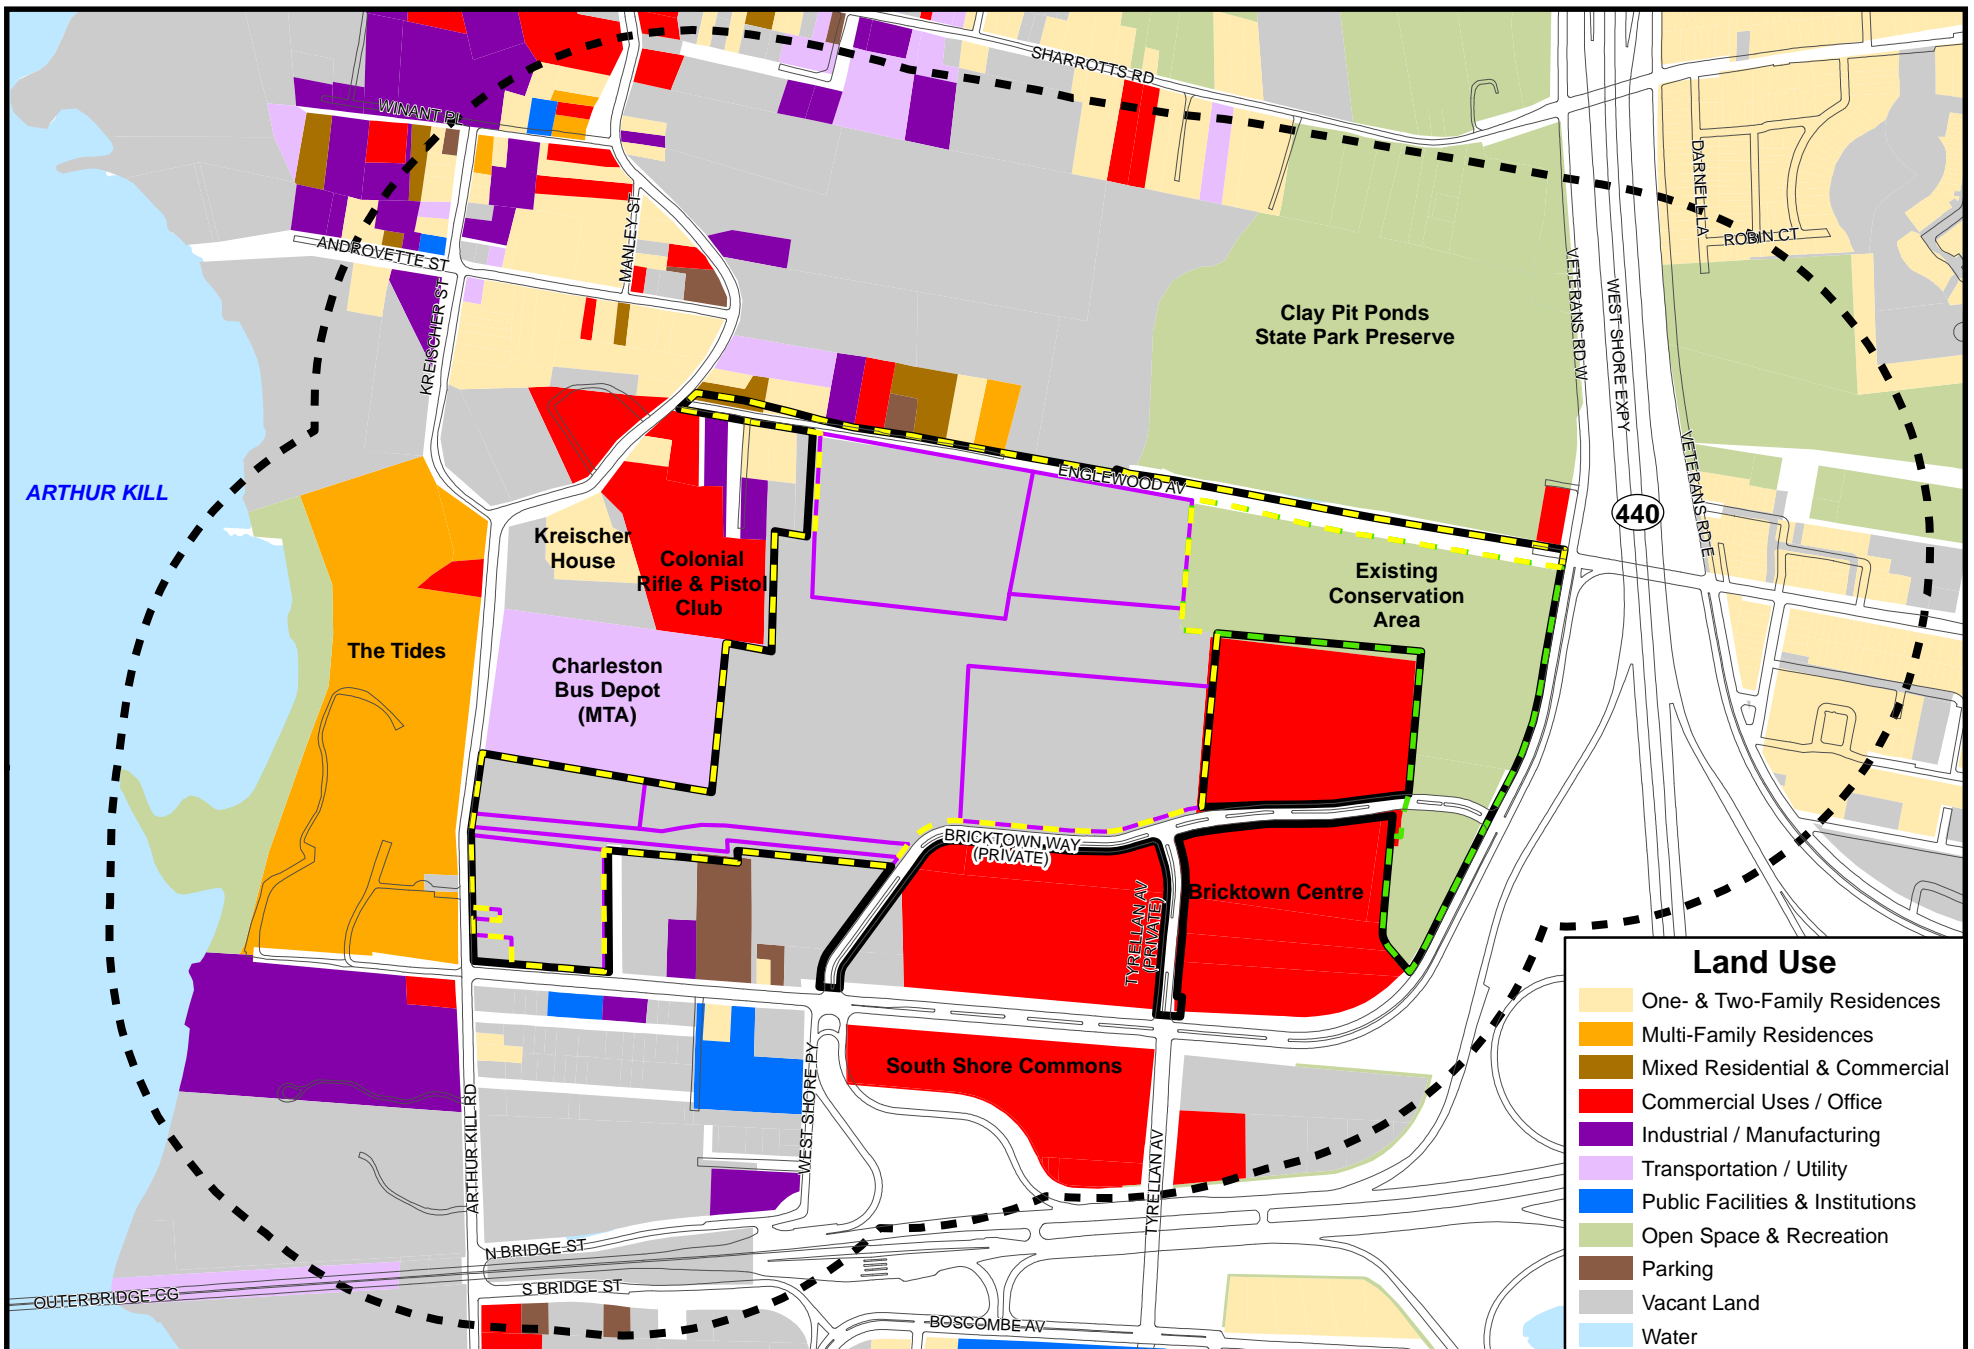 SHARROTTS RD
WINANT PL
DARNELL LA
ROBIN CT
ANDROVETTE ST
MANLEY ST
KREISCHER ST
VETERANS RD W
WEST SHORE EXPY
Clay Pit Ponds
State Park Preserve
VETERANS RD E
ENGLEWOOD AV
ARTHUR KILL
440
Kreischer
House
Colonial
Rifle & Pistol
Club
Existing
Conservation
Area
The Tides
Charleston
Bus Depot
(MTA)
BRICKTOWN WAY
(PRIVATE)
Bricktown Centre
TYRELLAN AV
(PRIVATE)
South Shore Commons
WEST SHORE PY
ARTHUR KILL RD
TYRELLAN AV
N BRIDGE ST
S BRIDGE ST
OUTERBRIDGE CG
BOSCOMBE AV
Land Use
One- & Two-Family Residences
Multi-Family Residences
Mixed Residential & Commercial
Commercial Uses / Office
Industrial / Manufacturing
Transportation / Utility
Public Facilities & Institutions
Open Space & Recreation
Parking
Vacant Land
Water